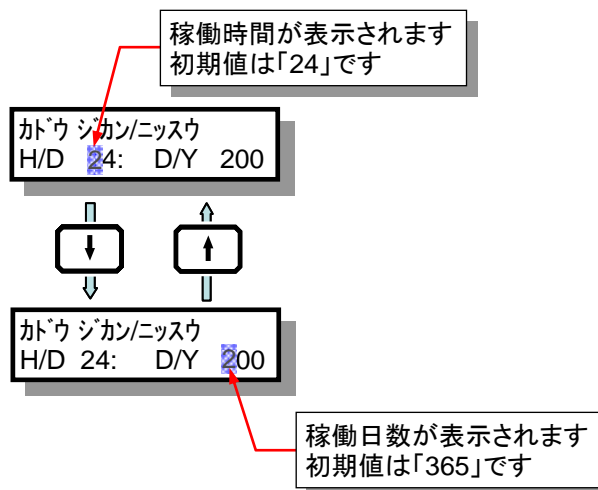 稼働時間が表示されます
初期値は「24」です
ｶﾄﾞｳ ｼﾞｶﾝ/ﾆｯｽｳ
H/D 24: D/Y 200
↓ ↑
ｶﾄﾞｳ ｼﾞｶﾝ/ﾆｯｽｳ
H/D 24: D/Y 200
稼働日数が表示されます
初期値は「365」です